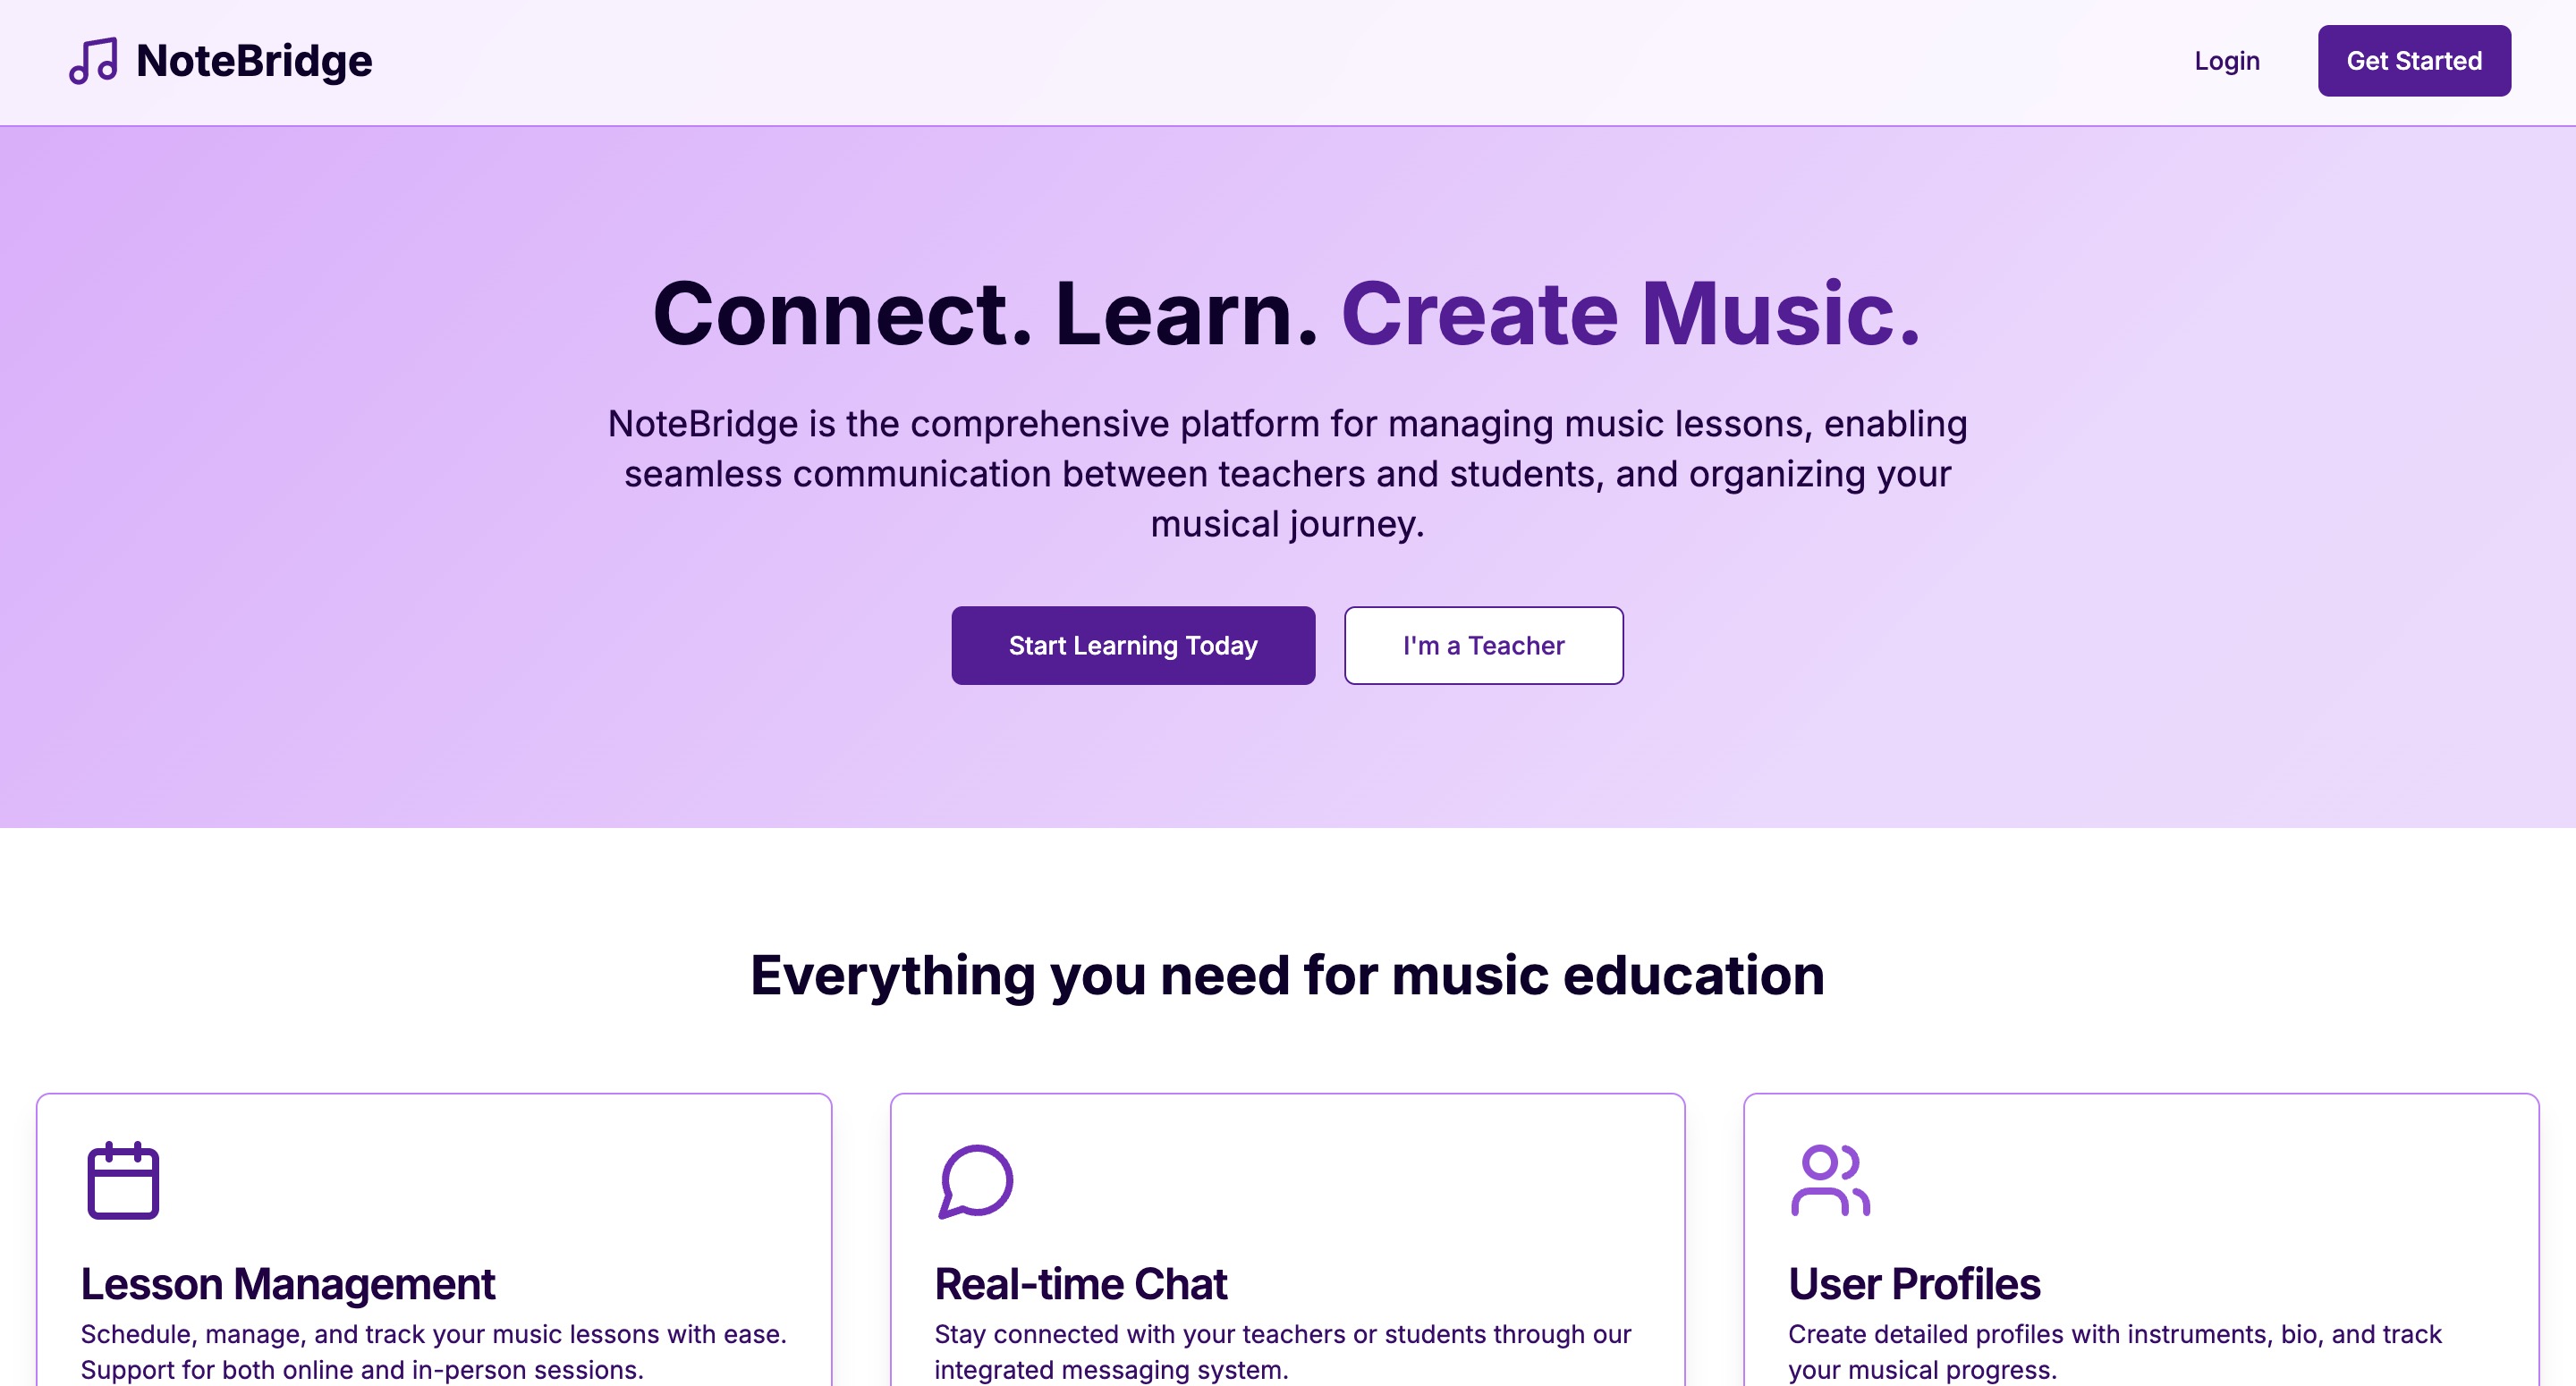 NoteBridge
Login
Get Started
Connect. Learn. Create Music.
NoteBridge is the comprehensive platform for managing music lessons, enabling
seamless communication between teachers and students, and organizing your
musical journey.
Start Learning Today
I'm a Teacher
Everything you need for music education
Lesson Management
Schedule, manage, and track your music lessons with ease.
Support for both online and in-person sessions.
Real-time Chat
Stay connected with your teachers or students through our
integrated messaging system.
User Profiles
Create detailed profiles with instruments, bio, and track
your musical progress.